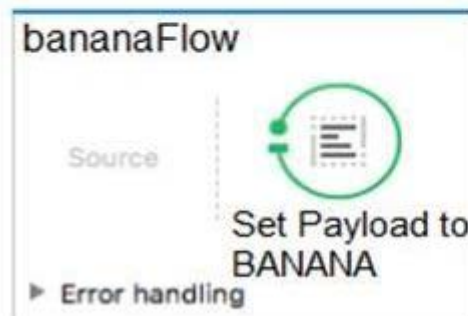 bananaFlow
Source
Set Payload to
BANANA
Error handling